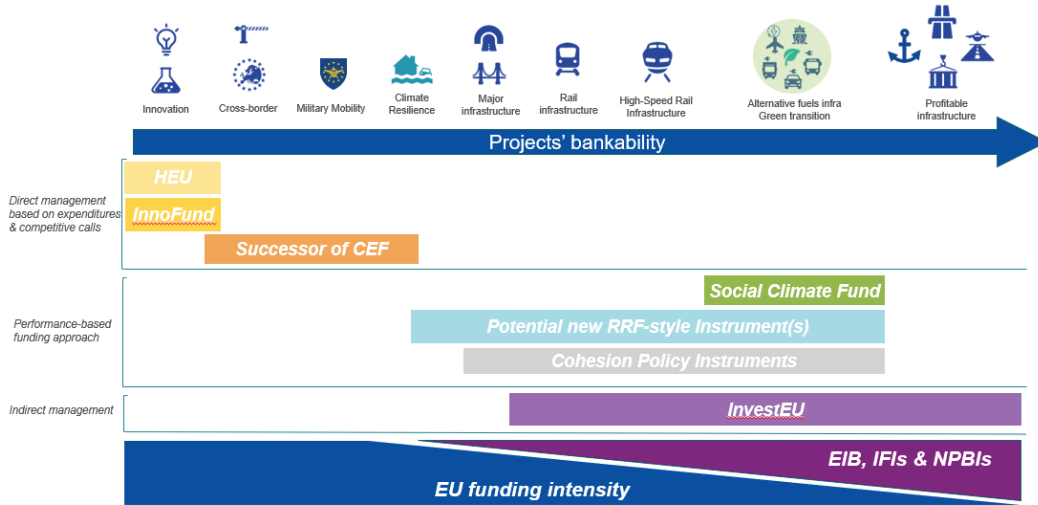 Innovation
Cross-border
Military Mobility
Climate
Resilience
Major
infrastructure
Rail
infrastructure
High-Speed Rail
Infrastructure
Alternative fuels infra
Green transition
Profitable
infrastructure
Projects' bankability
Direct management
based on expenditures
& competitive calls
HEU
InnoFund
Successor of CEF
Performance-based
funding approach
Social Climate Fund
Potential new RRF-style Instrument(s)
Cohesion Policy Instruments
Indirect management
InvestEU
EIB, IFIs & NPBIs
EU funding intensity